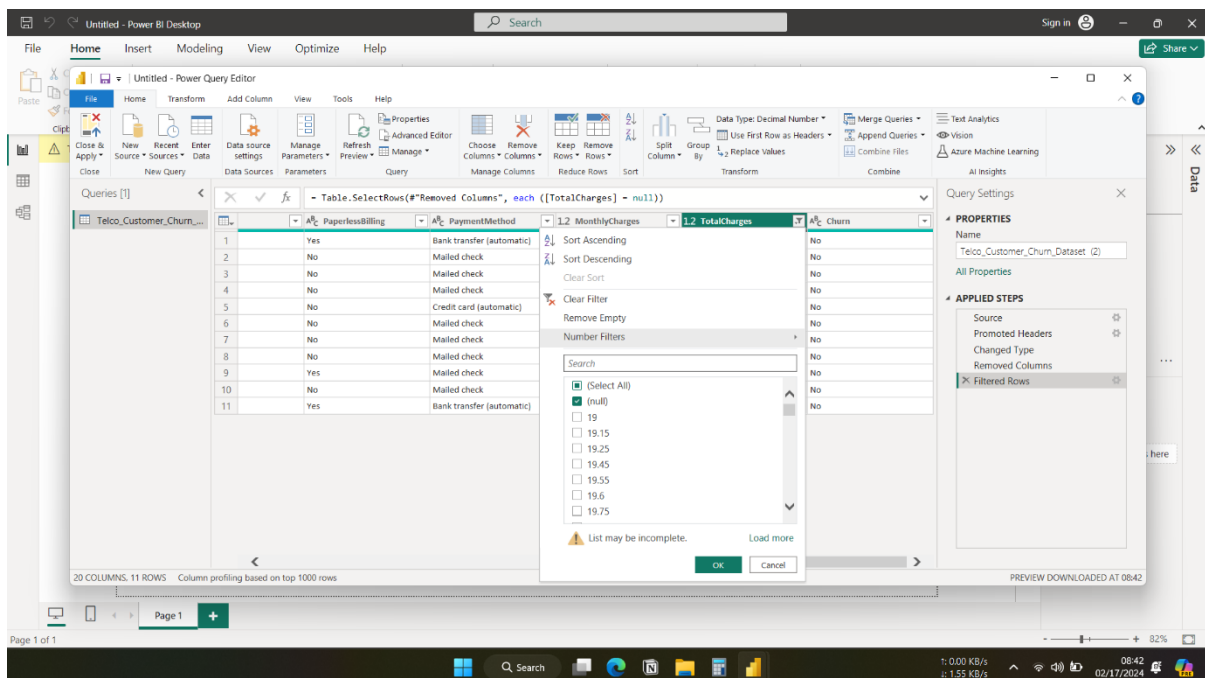 Untitled - Power BI Desktop
Search
Sign in
File Home Insert Modeling View Optimize Help
Share
Paste
Untitled - Power Query Editor
File Home Transform Add Column View Tools Help
Close & Apply
New Source
Recent Sources
Enter Data
Data source settings
Manage Parameters
Refresh Preview
Properties
Advanced Editor
Manage
Choose Columns
Remove Columns
Keep Rows
Remove Rows
Split Column
Group By
Data Type: Decimal Number
Use First Row as Headers
Replace Values
Merge Queries
Append Queries
Combine Files
Text Analytics
Vision
Azure Machine Learning
Close New Query Data Sources Parameters Query Manage Columns Reduce Rows Sort Transform Combine AI Insights
Data
Queries [1]
Telco_Customer_Churn_...
= Table.SelectRows(#"Removed Columns", each ([TotalCharges] = null))
PaperlessBilling PaymentMethod 1.2 MonthlyCharges 1.2 TotalCharges Churn
1 Yes Bank transfer (automatic) No
2 No Mailed check No
3 No Mailed check No
4 No Mailed check No
5 No Credit card (automatic) No
6 No Mailed check No
7 No Mailed check No
8 No Mailed check No
9 Yes Mailed check No
10 No Mailed check No
11 Yes Bank transfer (automatic) No
Sort Ascending
Sort Descending
Clear Sort
Clear Filter
Remove Empty
Number Filters
Search
(Select All)
(null)
19
19.15
19.25
19.45
19.55
19.6
19.75
List may be incomplete.
Load more
OK Cancel
Query Settings
PROPERTIES
Name
Telco_Customer_Churn_Dataset (2)
All Properties
APPLIED STEPS
Source
Promoted Headers
Changed Type
Removed Columns
Filtered Rows
here
20 COLUMNS, 11 ROWS Column profiling based on top 1000 rows
PREVIEW DOWNLOADED AT 08:42
Page 1
Page 1 of 1
82%
Search
↑: 0.00 KB/s
↓: 1.55 KB/s
08:42
02/17/2024